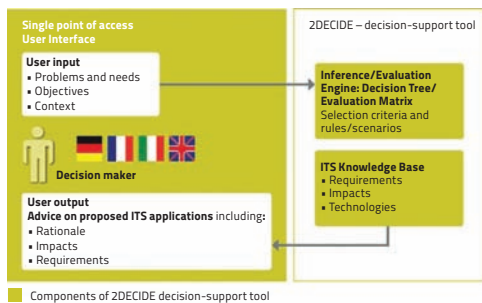 Single point of access
User Interface
User input
• Problems and needs
• Objectives
• Context
Decision maker
User output
Advice on proposed ITS applications including:
• Rationale
• Impacts
• Requirements
2DECIDE – decision-support tool
Inference/Evaluation
Engine: Decision Tree/
Evaluation Matrix
Selection criteria and
rules/scenarios
ITS Knowledge Base
• Requirements
• Impacts
• Technologies
Components of 2DECIDE decision-support tool